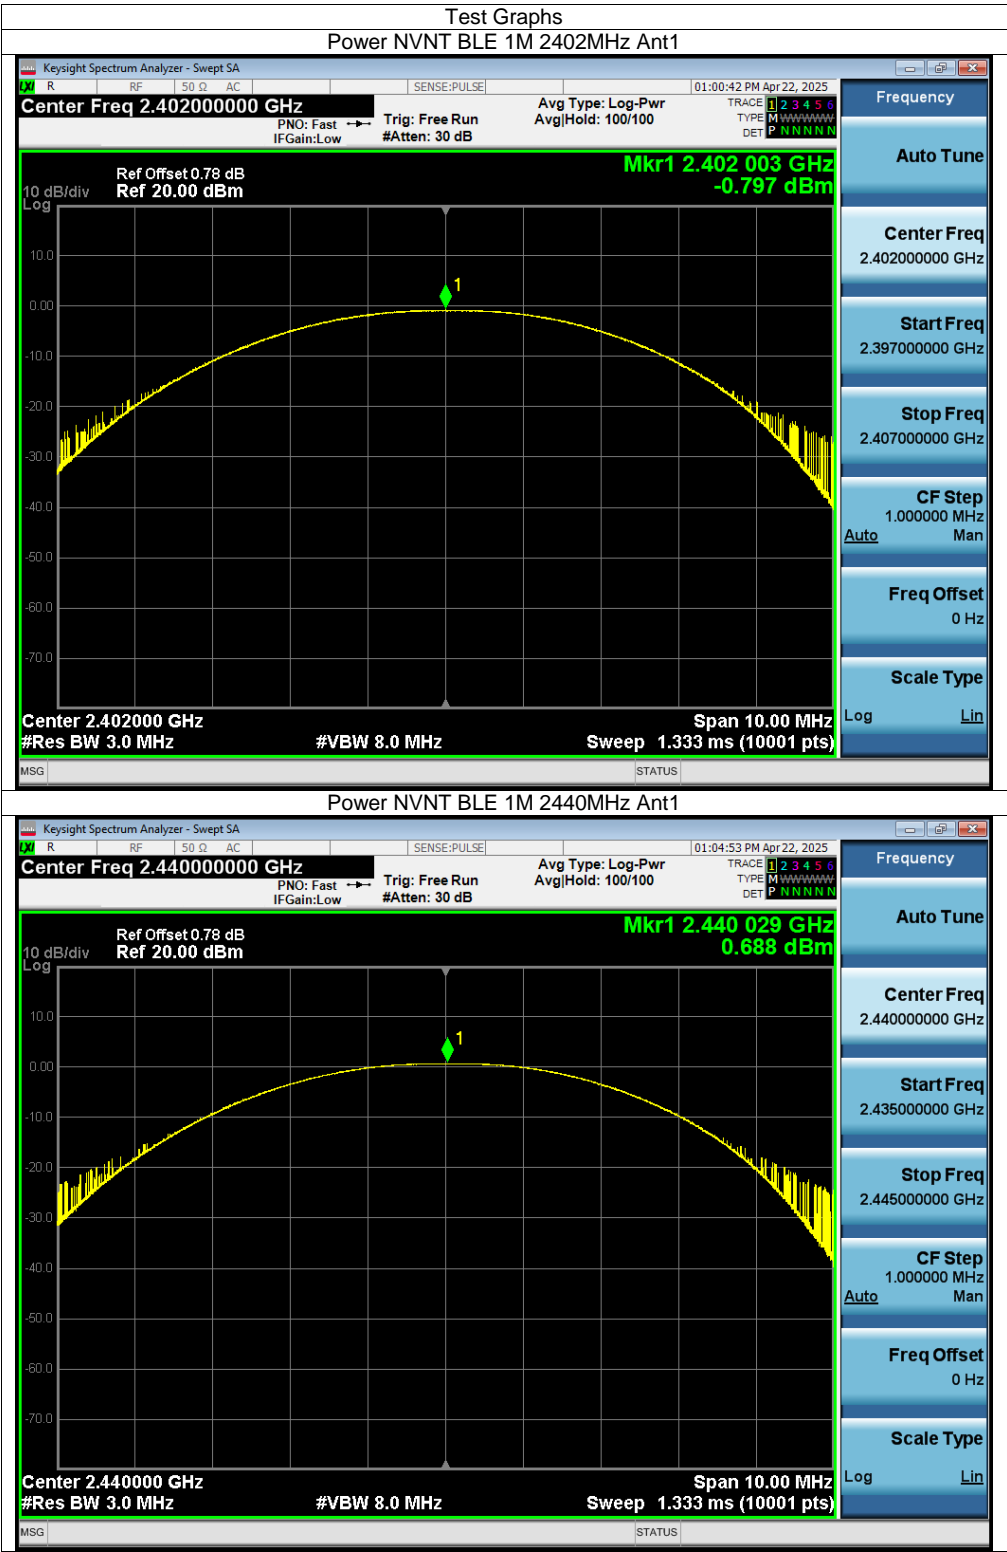 Test Graphs
Power NVNT BLE 1M 2402MHz Ant1
Keysight Spectrum Analyzer - Swept SA
LXI R RF 50 Ω AC SENSE:PULSE 01:00:42 PM Apr 22, 2025
Center Freq 2.402000000 GHz
PNO: Fast
IFGain:Low
Trig: Free Run
#Atten: 30 dB
Avg Type: Log-Pwr
Avg|Hold: 100/100
TRACE 1 2 3 4 5 6
TYPE M WWWWW
DET P N N N N N
Mkr1 2.402 003 GHz
-0.797 dBm
Ref Offset 0.78 dB
10 dB/div Ref 20.00 dBm
Log
10.0
0.00
-10.0
-20.0
-30.0
-40.0
-50.0
-60.0
-70.0
1
Center 2.402000 GHz Span 10.00 MHz
#Res BW 3.0 MHz #VBW 8.0 MHz Sweep 1.333 ms (10001 pts)
MSG STATUS
Frequency
Auto Tune
Center Freq
2.402000000 GHz
Start Freq
2.397000000 GHz
Stop Freq
2.407000000 GHz
CF Step
1.000000 MHz
Auto Man
Freq Offset
0 Hz
Scale Type
Log Lin
Power NVNT BLE 1M 2440MHz Ant1
Keysight Spectrum Analyzer - Swept SA
LXI R RF 50 Ω AC SENSE:PULSE 01:04:53 PM Apr 22, 2025
Center Freq 2.440000000 GHz
PNO: Fast
IFGain:Low
Trig: Free Run
#Atten: 30 dB
Avg Type: Log-Pwr
Avg|Hold: 100/100
TRACE 1 2 3 4 5 6
TYPE M WWWWW
DET P N N N N N
Mkr1 2.440 029 GHz
0.688 dBm
Ref Offset 0.78 dB
10 dB/div Ref 20.00 dBm
Log
10.0
0.00
-10.0
-20.0
-30.0
-40.0
-50.0
-60.0
-70.0
1
Center 2.440000 GHz Span 10.00 MHz
#Res BW 3.0 MHz #VBW 8.0 MHz Sweep 1.333 ms (10001 pts)
MSG STATUS
Frequency
Auto Tune
Center Freq
2.440000000 GHz
Start Freq
2.435000000 GHz
Stop Freq
2.445000000 GHz
CF Step
1.000000 MHz
Auto Man
Freq Offset
0 Hz
Scale Type
Log Lin